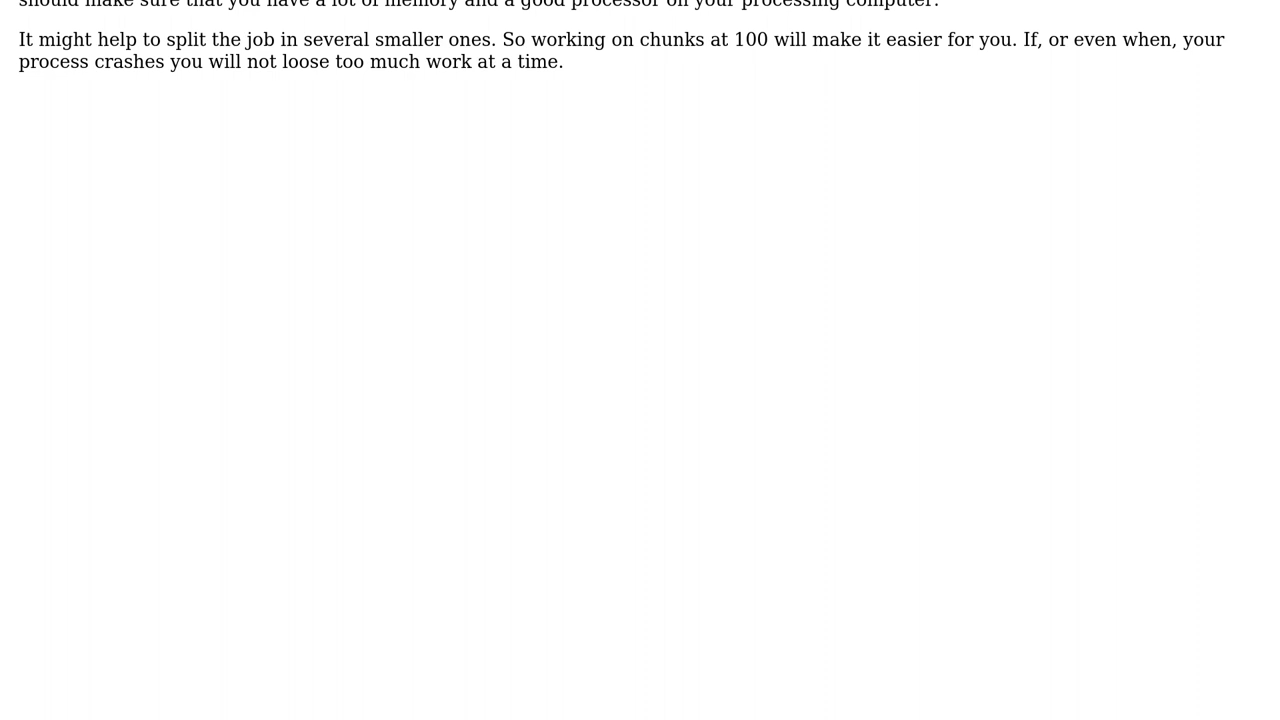 should make sure that you have a lot of memory and a good processor on your processing computer.
It might help to split the job in several smaller ones. So working on chunks at 100 will make it easier for you. If, or even when, your
process crashes you will not loose too much work at a time.